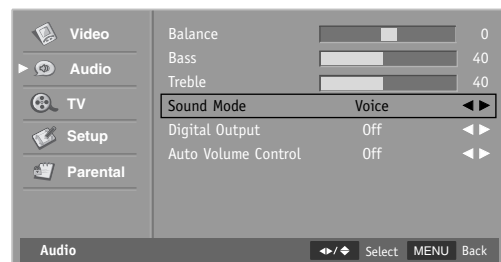 Video
Audio
TV
Setup
Parental
Balance 0
Bass 40
Treble 40
Sound Mode Voice
Digital Output Off
Auto Volume Control Off
Audio Select MENU Back